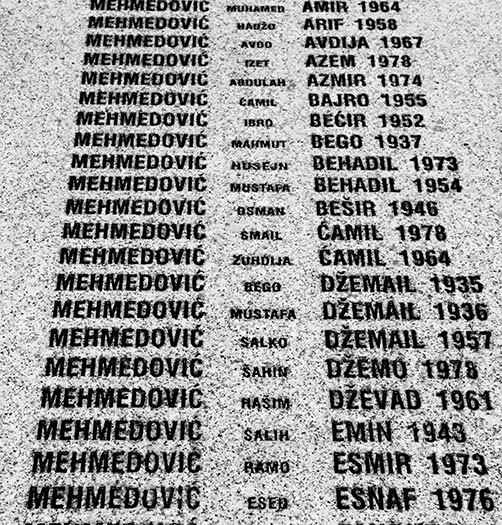 MEHMEDOVIĆ MUHAMED AMIR 1964
MEHMEDOVIĆ HADŽO ARIF 1958
MEHMEDOVIĆ AVDO AVDIJA 1967
MEHMEDOVIĆ IZET AZEM 1978
MEHMEDOVIĆ ABDULAH AZMIR 1974
MEHMEDOVIĆ ĆAMIL BAJRO 1955
MEHMEDOVIĆ IBRO BEĆIR 1952
MEHMEDOVIĆ MAHMUT BEGO 1937
MEHMEDOVIĆ HUSEJN BEHADIL 1973
MEHMEDOVIĆ MUSTAFA BEHADIL 1954
MEHMEDOVIĆ OSMAN BEŠIR 1946
MEHMEDOVIĆ SMAIL ĆAMIL 1978
MEHMEDOVIĆ ZUHDIJA ĆAMIL 1964
MEHMEDOVIĆ BEGO DŽEMAIL 1935
MEHMEDOVIĆ MUSTAFA DŽEMAIL 1936
MEHMEDOVIĆ SALKO DŽEMAIL 1957
MEHMEDOVIĆ ŠAHIN DŽEMO 1978
MEHMEDOVIĆ HAŠIM DŽEVAD 1961
MEHMEDOVIĆ SALIH EMIN 1943
MEHMEDOVIĆ RAMO ESMIR 1973
MEHMEDOVIĆ ESED ESNAF 1976